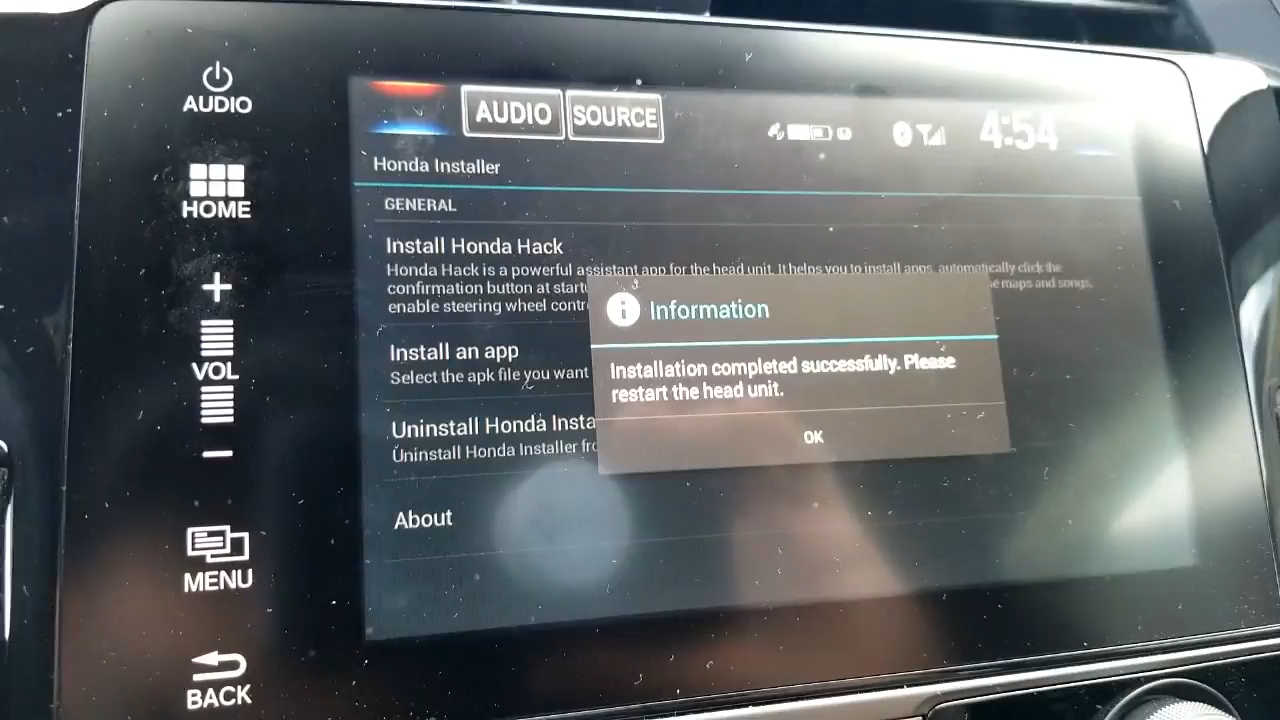 AUDIO
HOME
VOL
MENU
BACK
AUDIO SOURCE
4:54
Honda Installer
GENERAL
Install Honda Hack
Honda Hack is a powerful assistant app for the head unit. It helps you to install apps, automatically click the
confirmation button at start e maps and songs,
enable steering wheel contr
Install an app
Select the apk file you want
Uninstall Honda Insta
Uninstall Honda Installer fro
About
Information
Installation completed successfully. Please
restart the head unit.
OK